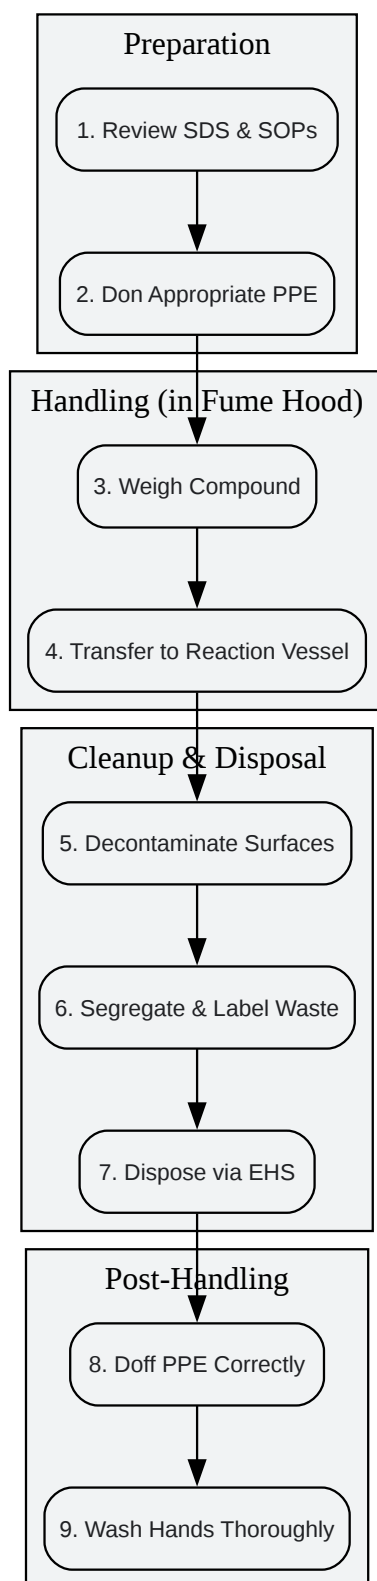 Preparation
1. Review SDS & SOPs
2. Don Appropriate PPE
Handling (in Fume Hood)
3. Weigh Compound
4. Transfer to Reaction Vessel
Cleanup & Disposal
5. Decontaminate Surfaces
6. Segregate & Label Waste
7. Dispose via EHS
Post-Handling
8. Doff PPE Correctly
9. Wash Hands Thoroughly